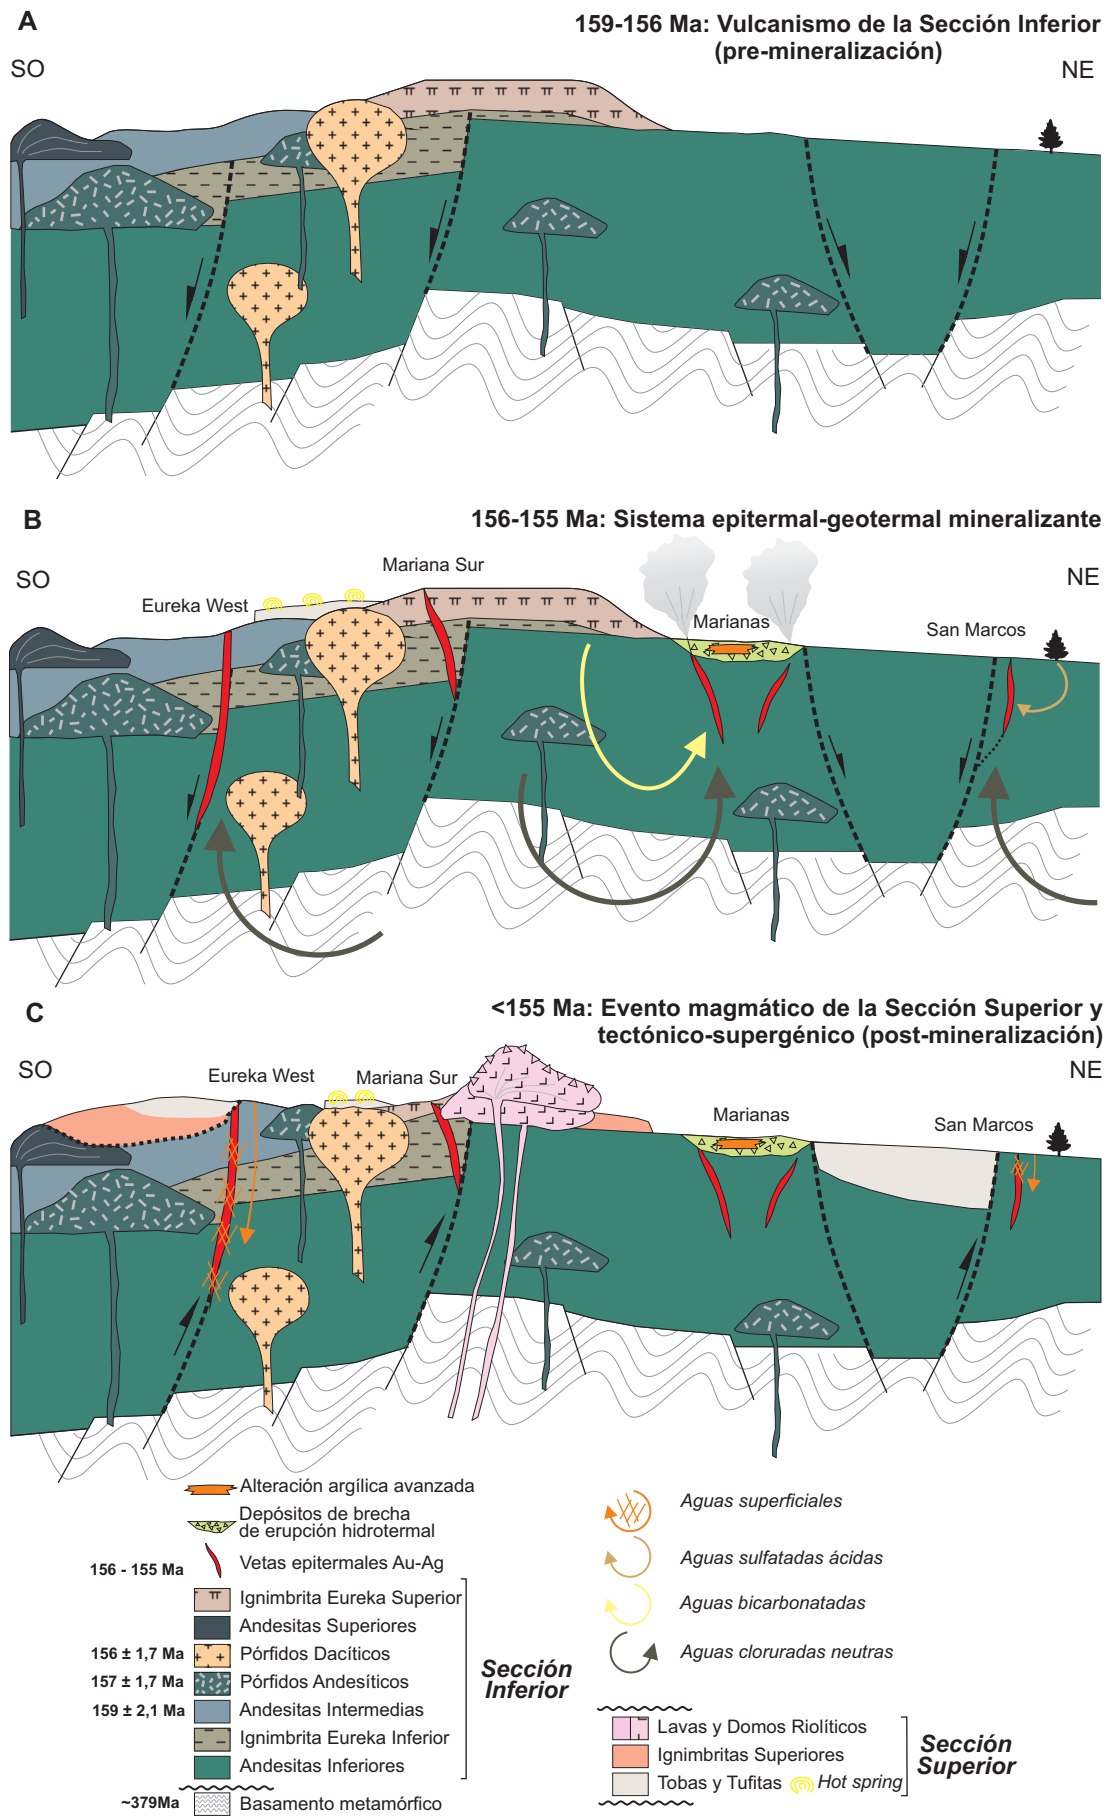 A
159-156 Ma: Vulcanismo de la Sección Inferior
(pre-mineralización)
SO
NE
B
156-155 Ma: Sistema epitermal-geotermal mineralizante
SO
NE
Mariana Sur
Eureka West
Marianas
San Marcos
C
<155 Ma: Evento magmático de la Sección Superior y
tectónico-supergénico (post-mineralización)
SO
NE
Eureka West
Mariana Sur
Marianas
San Marcos
Alteración argílica avanzada
Depósitos de brecha
de erupción hidrotermal
156 - 155 Ma
Vetas epitermales Au-Ag
Ignimbrita Eureka Superior
Andesitas Superiores
156 ± 1,7 Ma
Pórfidos Dacíticos
157 ± 1,7 Ma
Pórfidos Andesíticos
159 ± 2,1 Ma
Andesitas Intermedias
Ignimbrita Eureka Inferior
Andesitas Inferiores
~379Ma
Basamento metamórfico
Sección
Inferior
Aguas superficiales
Aguas sulfatadas ácidas
Aguas bicarbonatadas
Aguas cloruradas neutras
Lavas y Domos Riolíticos
Ignimbritas Superiores
Tobas y Tufitas
Hot spring
Sección
Superior